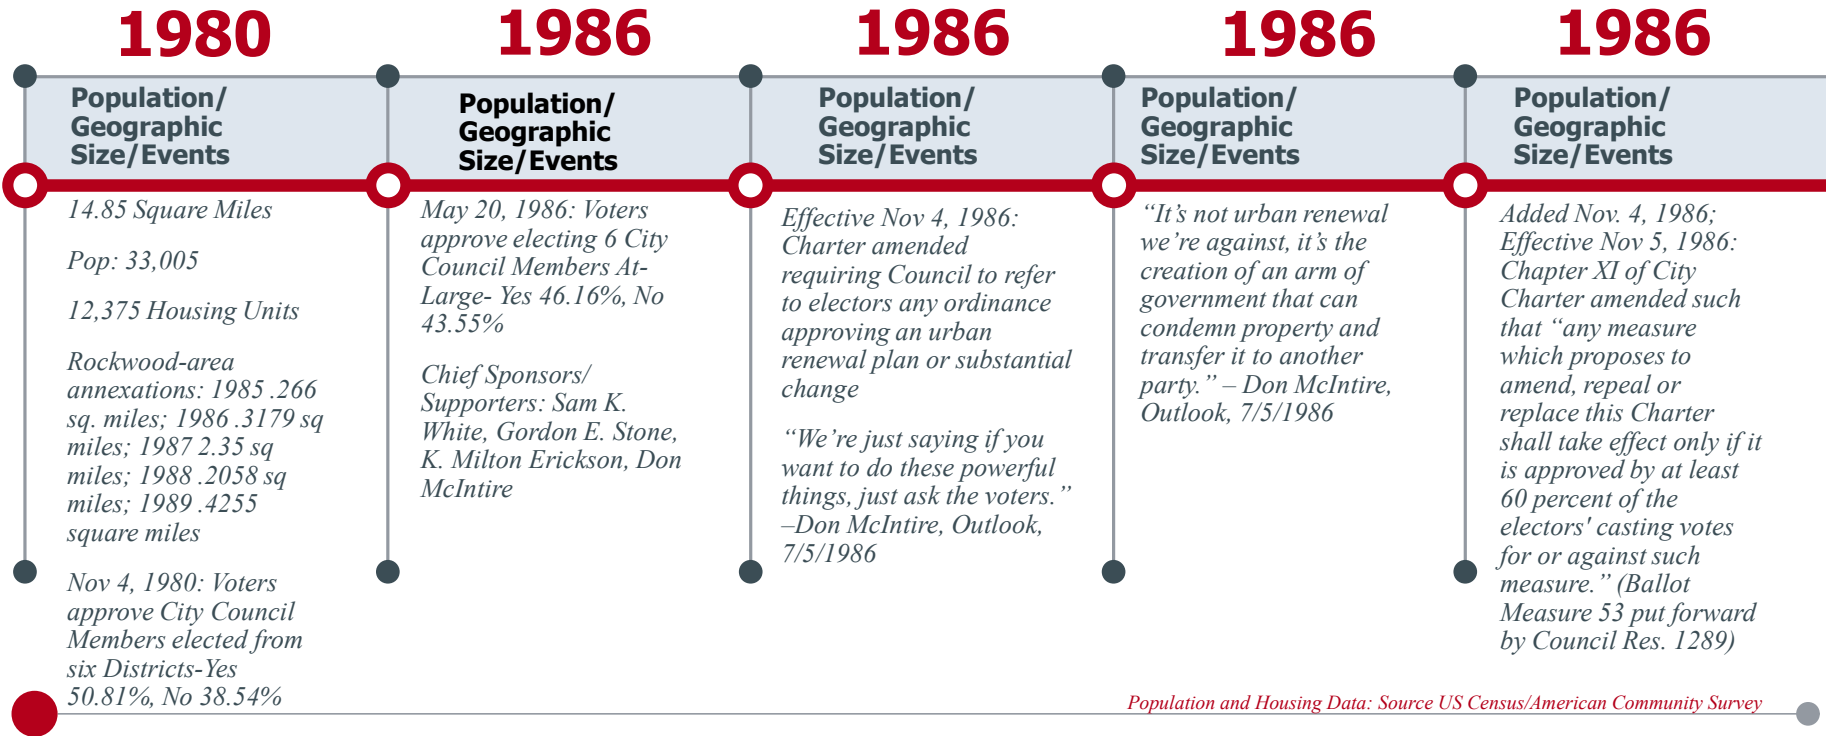 1980
Population/
Geographic
Size/Events
14.85 Square Miles
Pop: 33,005
12,375 Housing Units
Rockwood-area
annexations: 1985 .266
sq. miles; 1986 .3179 sq
miles; 1987 2.35 sq
miles; 1988 .2058 sq
miles; 1989 .4255
square miles
Nov 4, 1980: Voters
approve City Council
Members elected from
six Districts-Yes
50.81%, No 38.54%
1986
Population/
Geographic
Size/Events
May 20, 1986: Voters
approve electing 6 City
Council Members At-
Large- Yes 46.16%, No
43.55%
Chief Sponsors/
Supporters: Sam K.
White, Gordon E. Stone,
K. Milton Erickson, Don
McIntire
1986
Population/
Geographic
Size/Events
Effective Nov 4, 1986:
Charter amended
requiring Council to refer
to electors any ordinance
approving an urban
renewal plan or substantial
change
“We’re just saying if you
want to do these powerful
things, just ask the voters.”
–Don McIntire, Outlook,
7/5/1986
1986
Population/
Geographic
Size/Events
“It’s not urban renewal
we’re against, it’s the
creation of an arm of
government that can
condemn property and
transfer it to another
party.” – Don McIntire,
Outlook, 7/5/1986
1986
Population/
Geographic
Size/Events
Added Nov. 4, 1986;
Effective Nov 5, 1986:
Chapter XI of City
Charter amended such
that “any measure
which proposes to
amend, repeal or
replace this Charter
shall take effect only if it
is approved by at least
60 percent of the
electors' casting votes
for or against such
measure.” (Ballot
Measure 53 put forward
by Council Res. 1289)
Population and Housing Data: Source US Census/American Community Survey